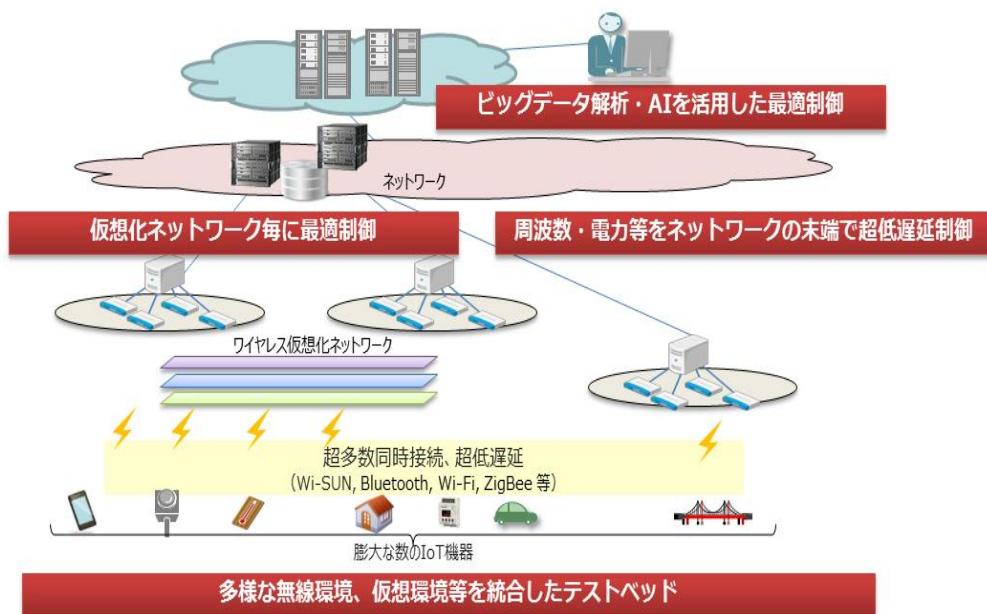 ビッグデータ解析・AIを活用した最適制御
ネットワーク
仮想化ネットワーク毎に最適制御
周波数・電力等をネットワークの末端で超低遅延制御
ワイヤレス仮想化ネットワーク
超多数同時接続、超低遅延
（Wi-SUN, Bluetooth, Wi-Fi, ZigBee 等）
膨大な数のIoT機器
多様な無線環境、仮想環境等を統合したテストベッド